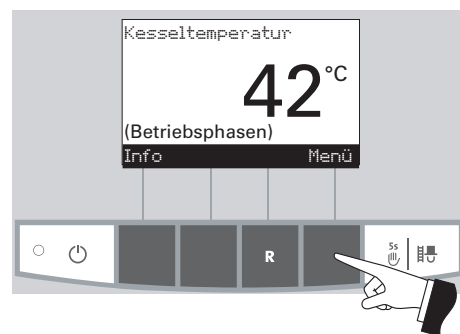 Kesseltemperatur
42°C
(Betriebsphasen)
Info Menü
R
5s